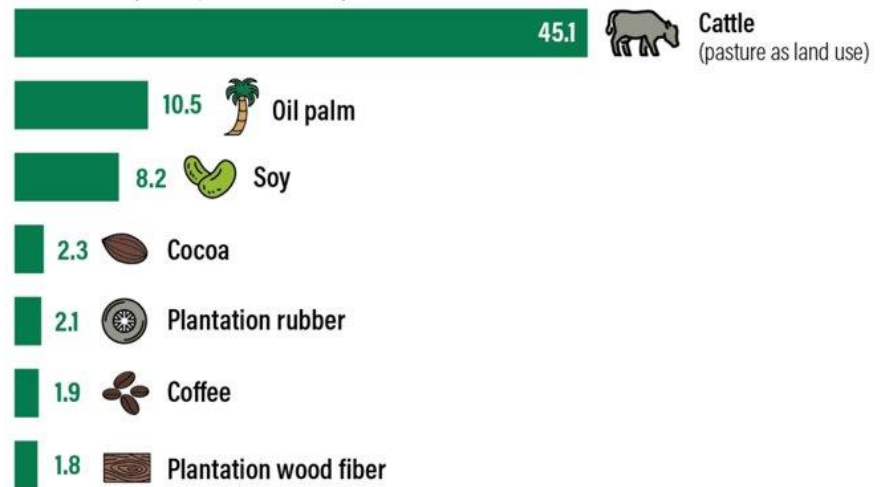 45.1 Cattle
(pasture as land use)
10.5 Oil palm
8.2 Soy
2.3 Cocoa
2.1 Plantation rubber
1.9 Coffee
1.8 Plantation wood fiber